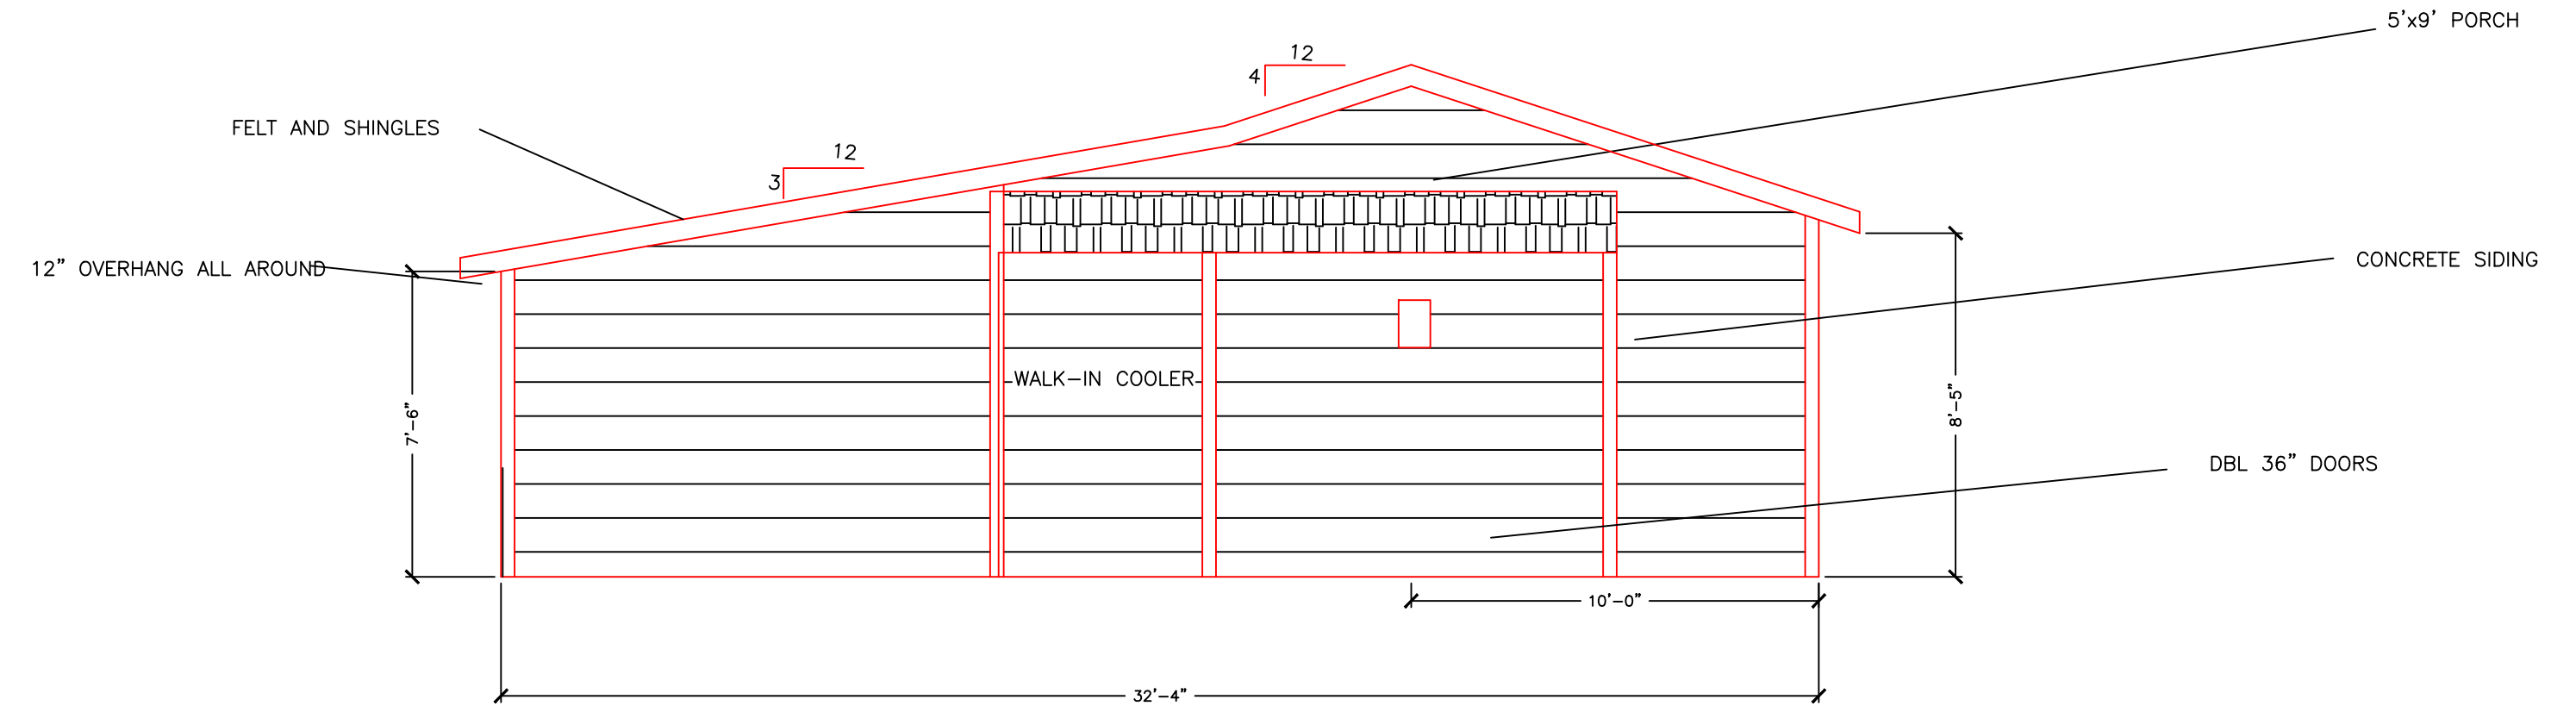 5'x9' PORCH
12
4
FELT AND SHINGLES
12
3
12" OVERHANG ALL AROUND
CONCRETE SIDING
WALK-IN COOLER
7'-6"
8'-5"
DBL 36" DOORS
10'-0"
32'-4"